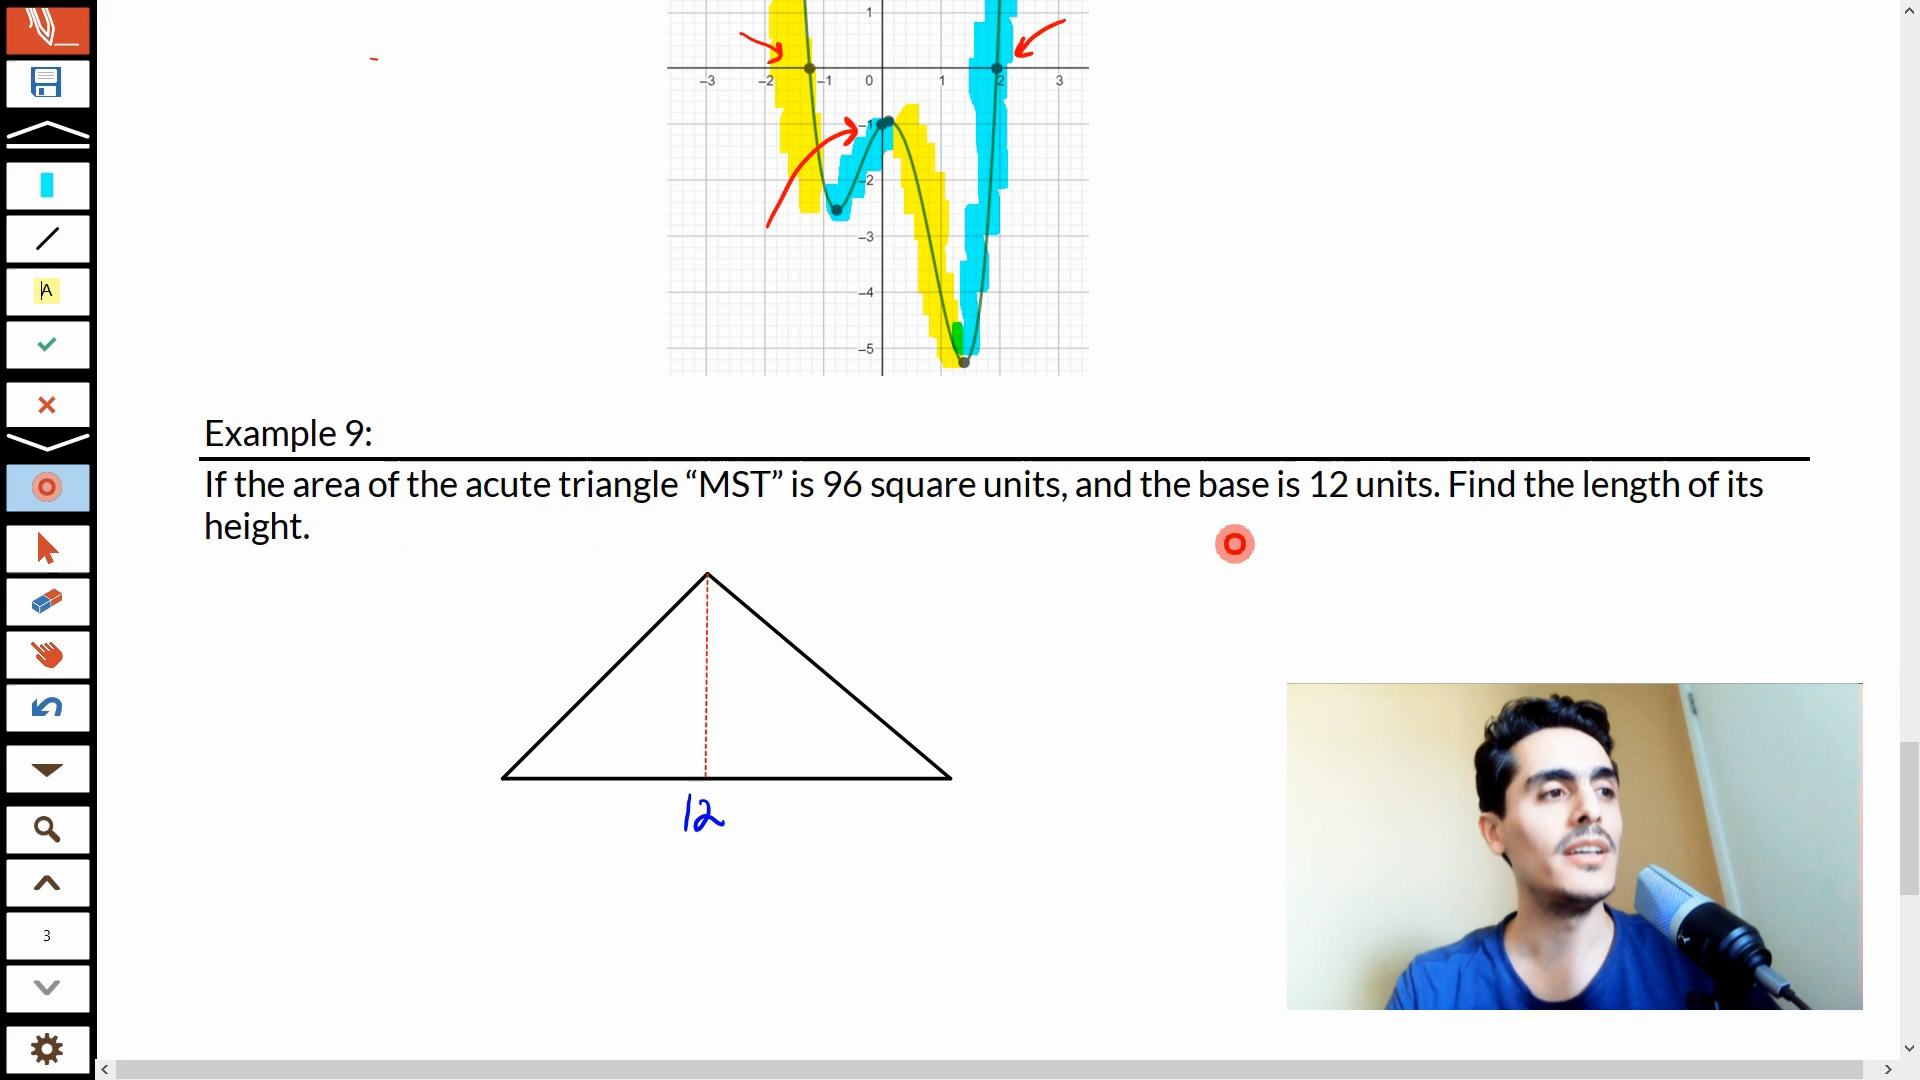 1
-3 -2 -1 0 1 2 3
-1
-2
-3
-4
-5
Example 9:
If the area of the acute triangle “MST” is 96 square units, and the base is 12 units. Find the length of its
height.
12
A
3